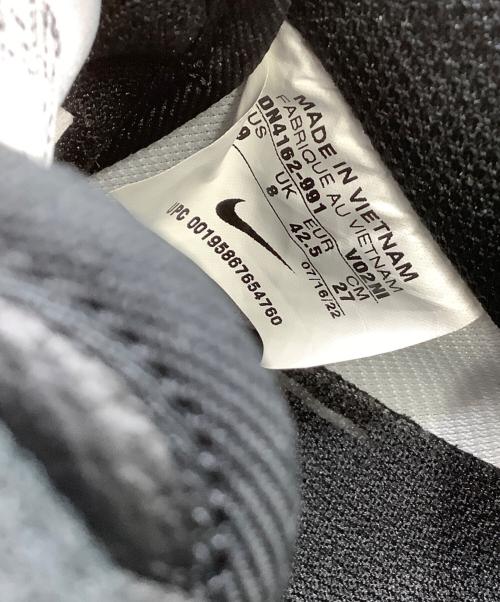 MADE IN VIETNAM
FABRIQUE AU VIETNAM
DN4162-991 VO2NI
US UK EUR CM
9 8 42.5 27
07/16/22
UPC 00195867654760